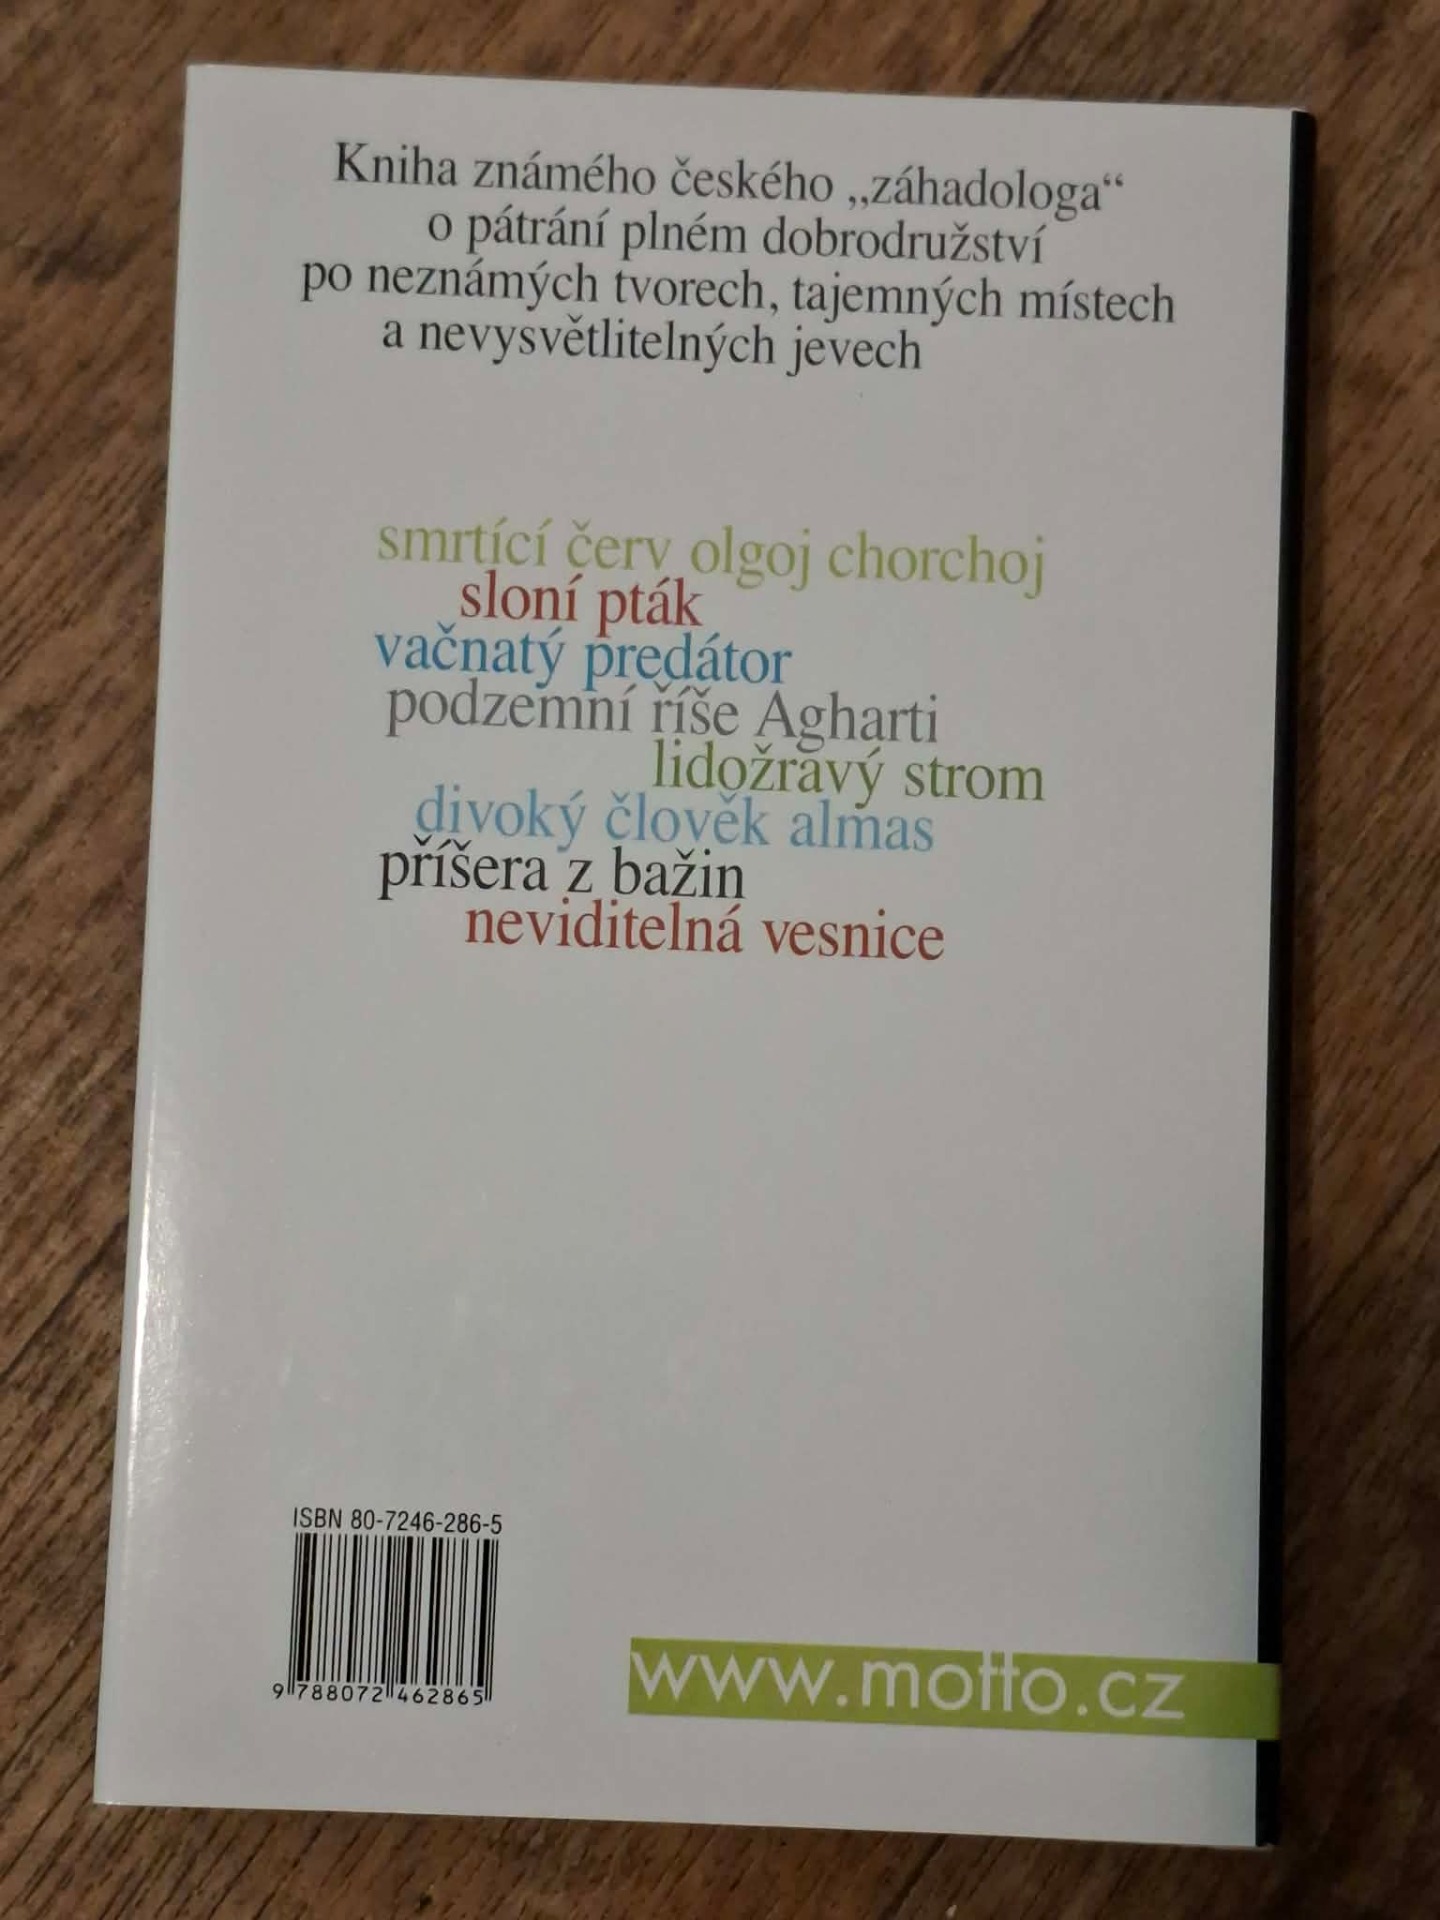 Kniha známého českého „záhadologa“
o pátrání plném dobrodružství
po neznámých tvorech, tajemných místech
a nevysvětlitelných jevech
smrtící červ olgoj chorchoj
sloní pták
vačnatý predátor
podzemní říše Agharti
lidožravý strom
divoký člověk almas
příšera z bažin
neviditelná vesnice
ISBN 80-7246-286-5
9 788072 462865
www.motto.cz